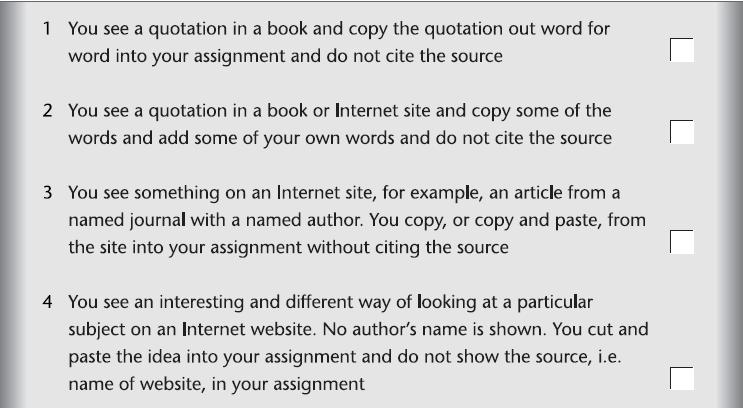 1 You see a quotation in a book and copy the quotation out word for
word into your assignment and do not cite the source
2 You see a quotation in a book or Internet site and copy some of the
words and add some of your own words and do not cite the source
3 You see something on an Internet site, for example, an article from a
named journal with a named author. You copy, or copy and paste, from
the site into your assignment without citing the source
4 You see an interesting and different way of looking at a particular
subject on an Internet website. No author's name is shown. You cut and
paste the idea into your assignment and do not show the source, i.e.
name of website, in your assignment